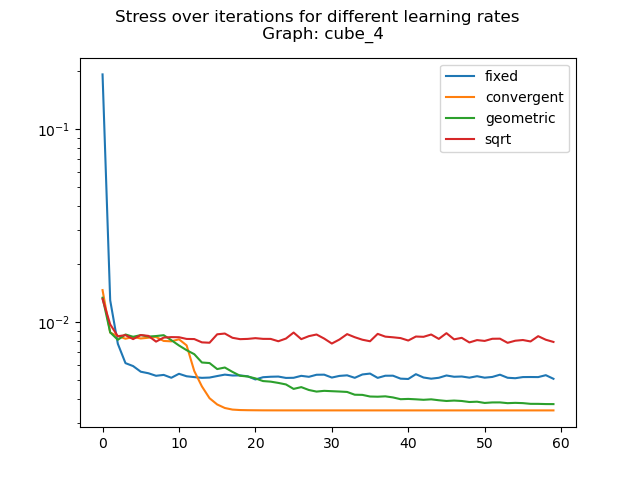 Stress over iterations for different learning rates
Graph: cube_4
fixed
convergent
geometric
sqrt
10⁻¹
10⁻²
0 10 20 30 40 50 60